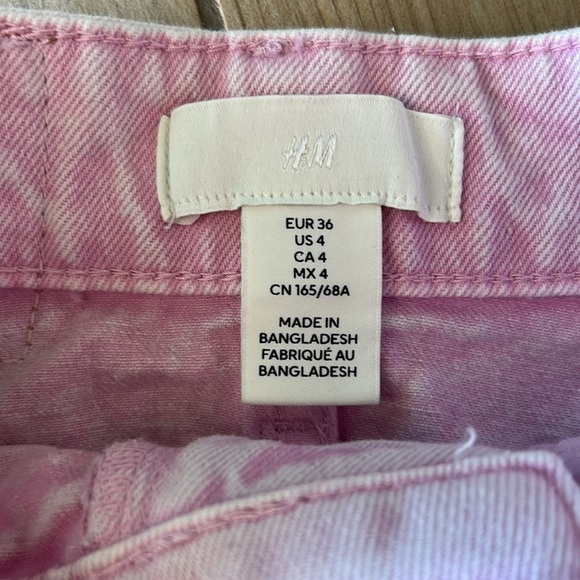 H&M
EUR 36
US 4
CA 4
MX 4
CN 165/68A
MADE IN
BANGLADESH
FABRIQUÉ AU
BANGLADESH